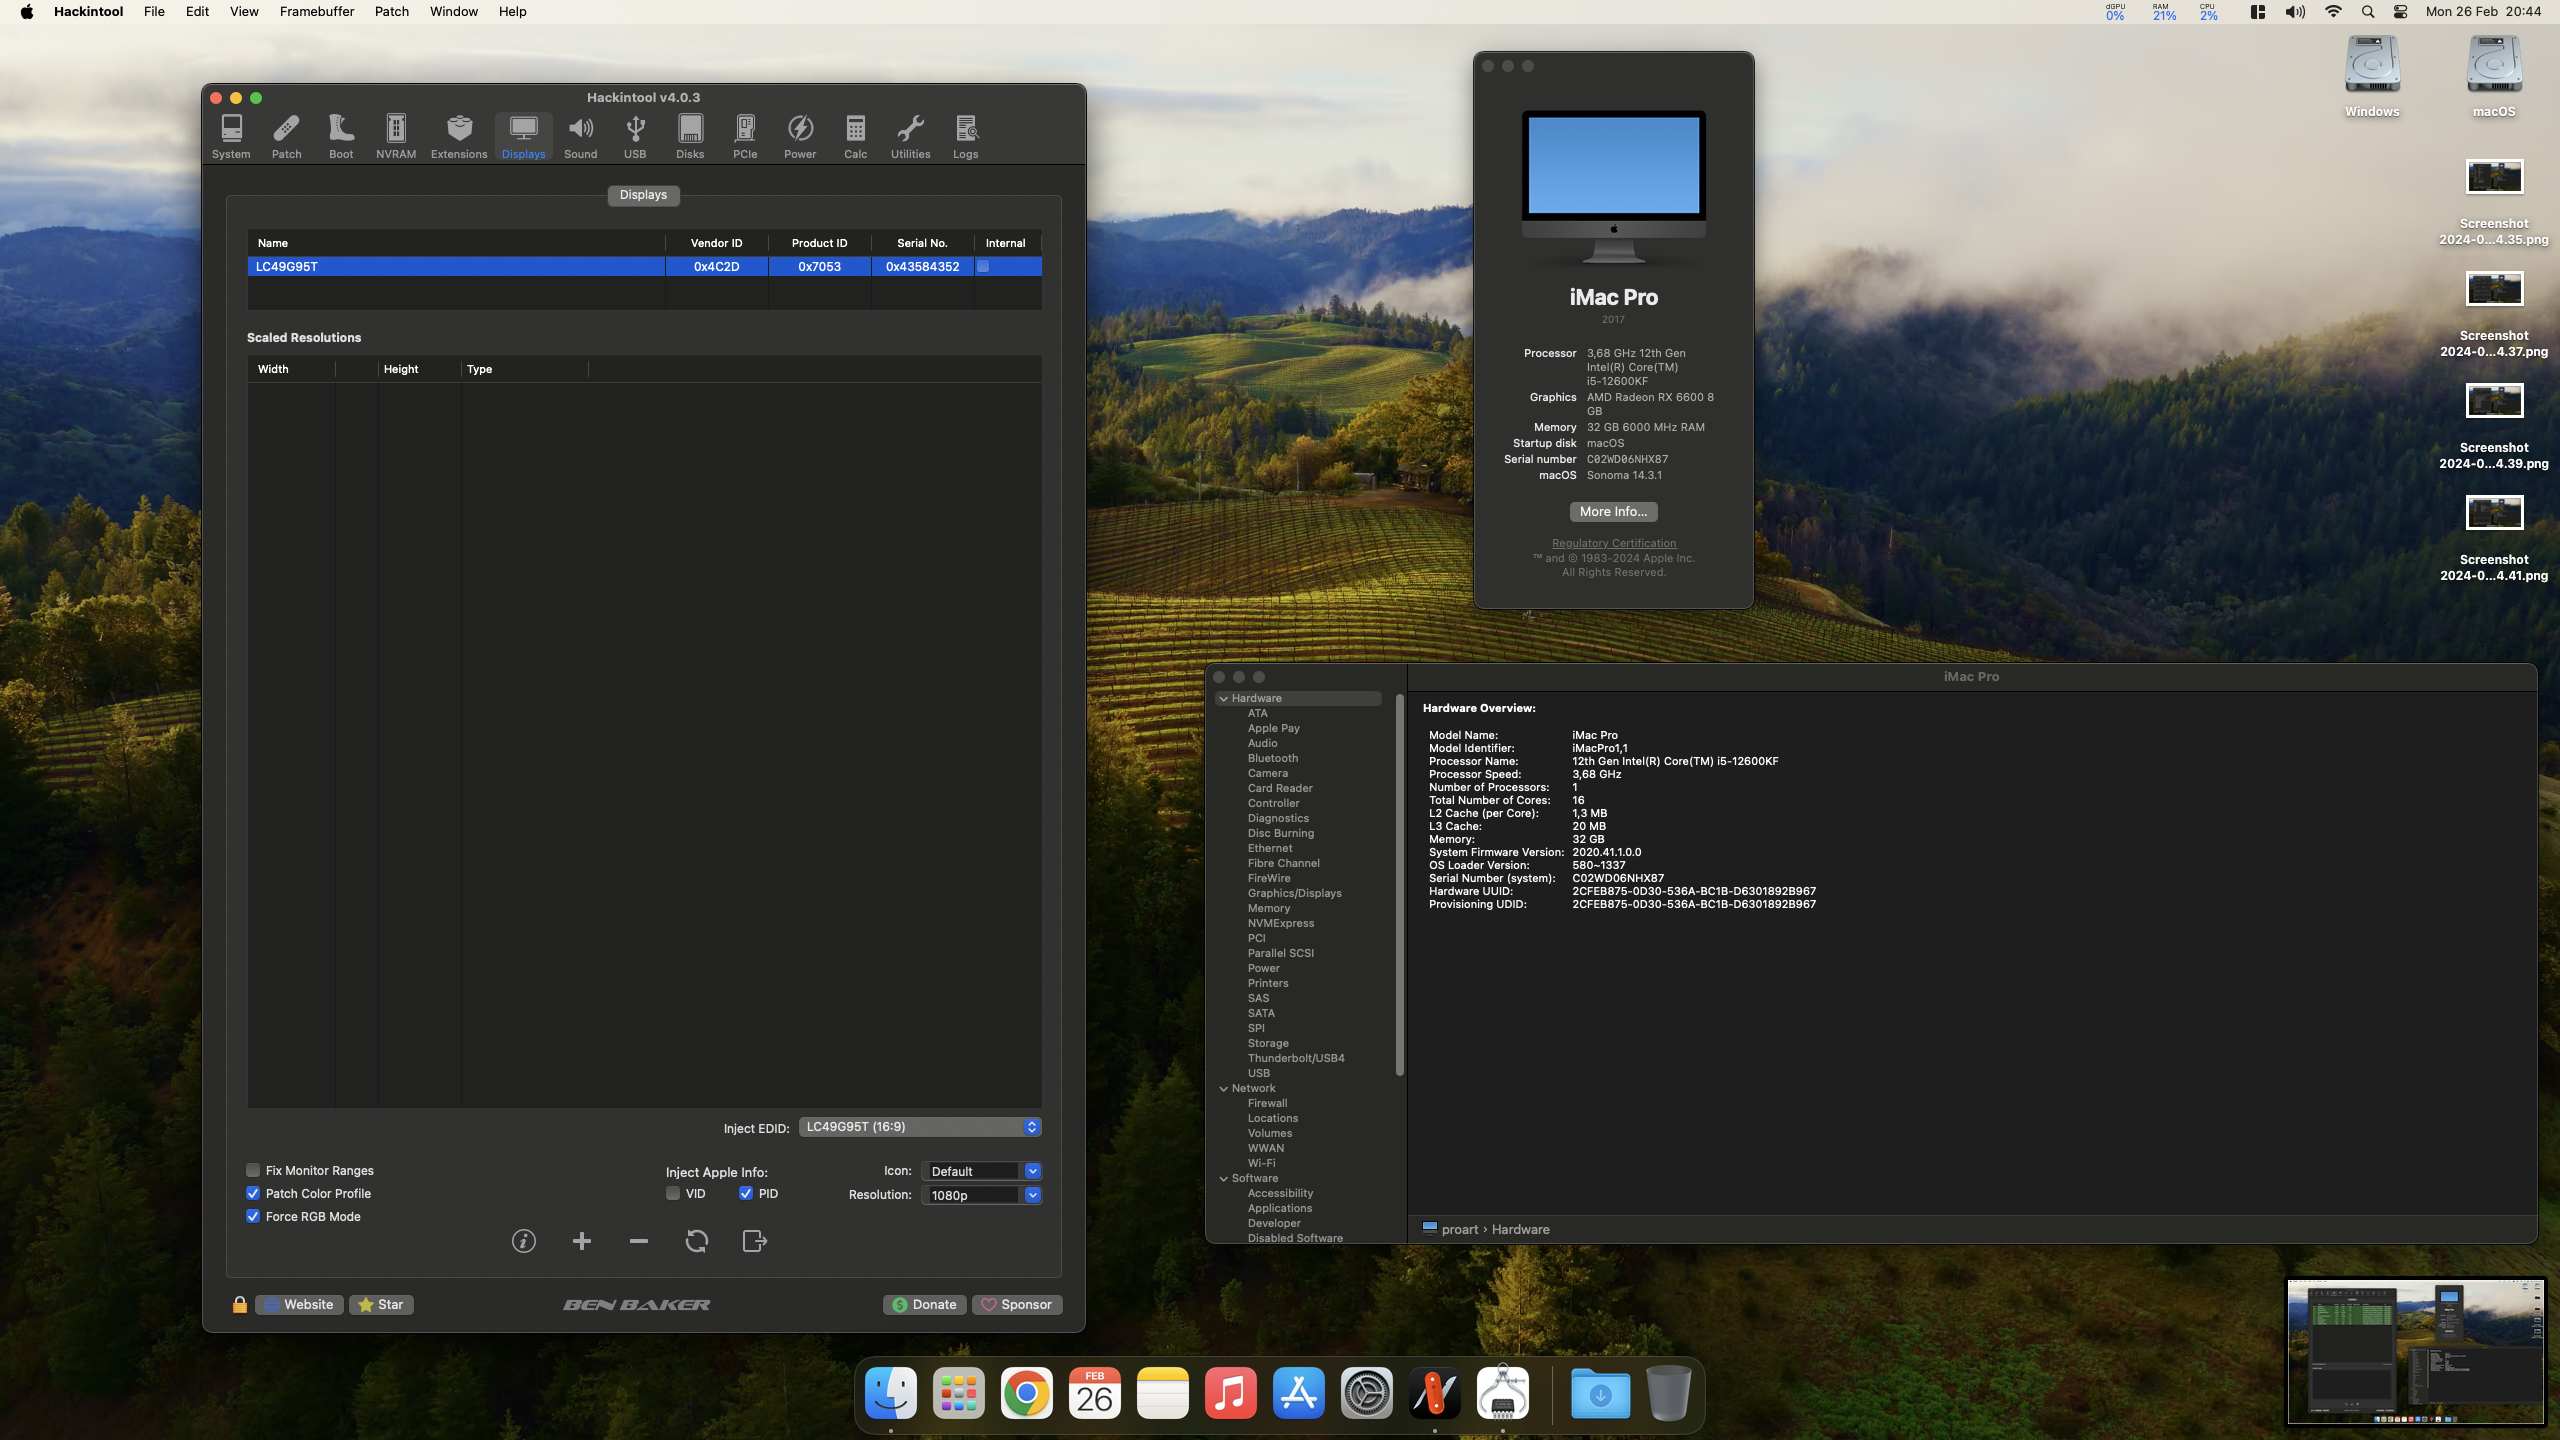 Hackintool File Edit View Framebuffer Patch Window Help
dGPU 0% RAM 21% CPU 2% Mon 26 Feb 20:44
Hackintool v4.0.3
System Patch Boot NVRAM Extensions Displays Sound USB Disks PCIe Power Calc Utilities Logs
Displays
Name Vendor ID Product ID Serial No. Internal
LC49G95T 0x4C2D 0x7053 0x43584352
Scaled Resolutions
Width Height Type
Inject EDID: LC49G95T (16:9)
Fix Monitor Ranges
Patch Color Profile
Force RGB Mode
Inject Apple Info:
VID PID
Icon: Default
Resolution: 1080p
Website Star BEN BAKER Donate Sponsor
iMac Pro
2017
Processor 3,68 GHz 12th Gen
Intel(R) Core(TM)
i5-12600KF
Graphics AMD Radeon RX 6600 8
GB
Memory 32 GB 6000 MHz RAM
Startup disk macOS
Serial number C02WD06NHX87
macOS Sonoma 14.3.1
More Info...
Regulatory Certification
™ and © 1983-2024 Apple Inc.
All Rights Reserved.
Windows
macOS
Screenshot
2024-0...4.35.png
Screenshot
2024-0...4.37.png
Screenshot
2024-0...4.39.png
Screenshot
2024-0...4.41.png
iMac Pro
Hardware
ATA
Apple Pay
Audio
Bluetooth
Camera
Card Reader
Controller
Diagnostics
Disc Burning
Ethernet
Fibre Channel
FireWire
Graphics/Displays
Memory
NVMExpress
PCI
Parallel SCSI
Power
Printers
SAS
SATA
SPI
Storage
Thunderbolt/USB4
USB
Network
Firewall
Locations
Volumes
WWAN
Wi-Fi
Software
Accessibility
Applications
Developer
Disabled Software
Hardware Overview:
Model Name: iMac Pro
Model Identifier: iMacPro1,1
Processor Name: 12th Gen Intel(R) Core(TM) i5-12600KF
Processor Speed: 3,68 GHz
Number of Processors: 1
Total Number of Cores: 16
L2 Cache (per Core): 1,3 MB
L3 Cache: 20 MB
Memory: 32 GB
System Firmware Version: 2020.41.1.0.0
OS Loader Version: 580~1337
Serial Number (system): C02WD06NHX87
Hardware UUID: 2CFEB875-0D30-536A-BC1B-D6301892B967
Provisioning UDID: 2CFEB875-0D30-536A-BC1B-D6301892B967
proart › Hardware
FEB
26